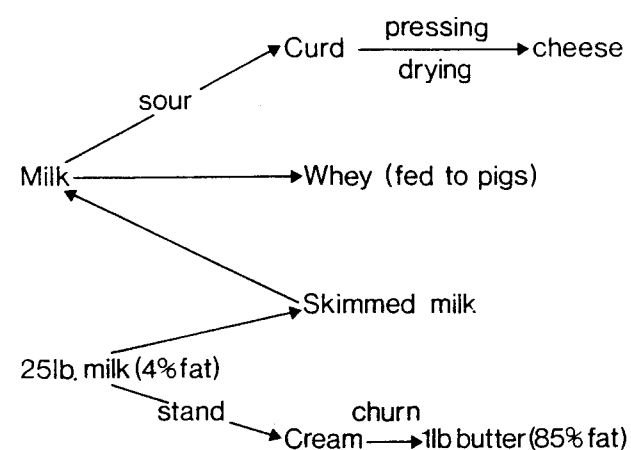 pressing
Curd cheese
drying
sour
Milk Whey (fed to pigs)
Skimmed milk
25lb. milk (4% fat)
stand churn
Cream 1lb butter (85% fat)